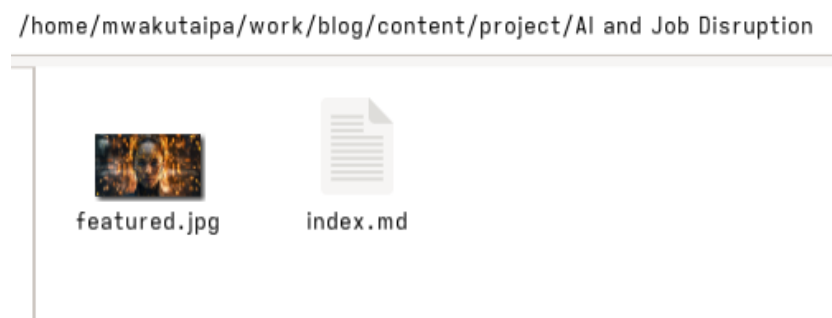 /home/mwakutaipa/work/blog/content/project/AI and Job Disruption
featured.jpg
index.md